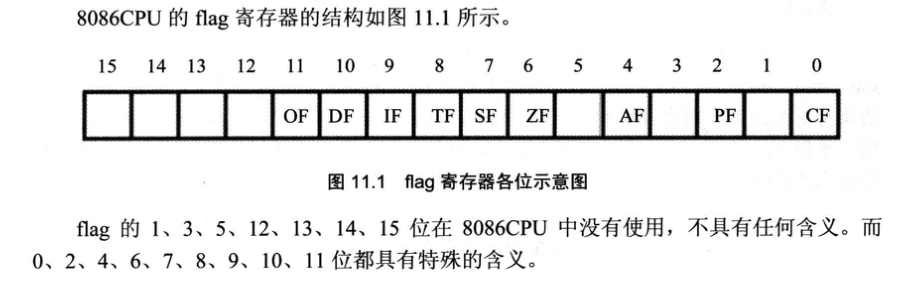 8086CPU 的 flag 寄存器的结构如图 11.1 所示。
15 14 13 12 11 10 9 8 7 6 5 4 3 2 1 0
OF DF IF TF SF ZF AF PF CF
图 11.1 flag 寄存器各位示意图
flag 的 1、3、5、12、13、14、15 位在 8086CPU 中没有使用，不具有任何含义。而
0、2、4、6、7、8、9、10、11 位都具有特殊的含义。